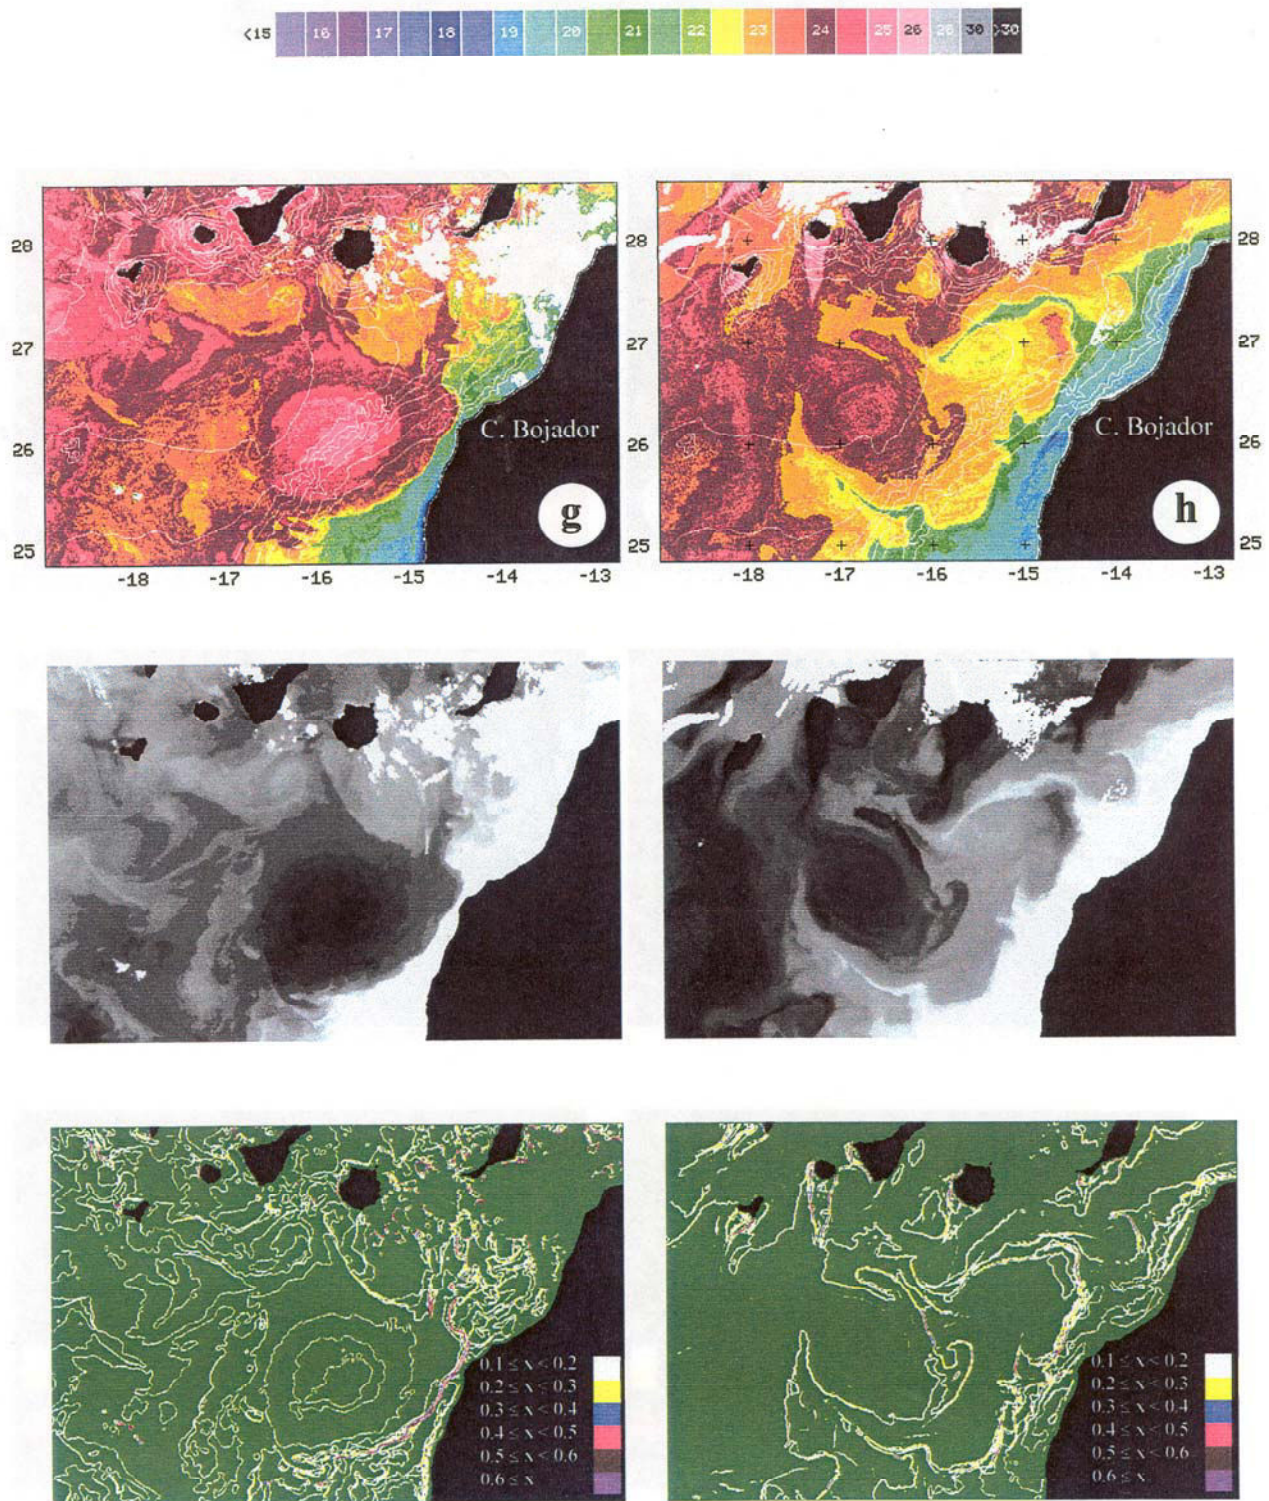 <15 16 17 18 19 20 21 22 23 24 25 26 28 30 >30
28
27
26
25
C. Bojador
g
-18 -17 -16 -15 -14 -13
28
27
26
25
C. Bojador
h
28
27
26
25
-18 -17 -16 -15 -14 -13
0.1 ≤ x < 0.2
0.2 ≤ x < 0.3
0.3 ≤ x < 0.4
0.4 ≤ x < 0.5
0.5 ≤ x < 0.6
0.6 ≤ x
0.1 ≤ x < 0.2
0.2 ≤ x < 0.3
0.3 ≤ x < 0.4
0.4 ≤ x < 0.5
0.5 ≤ x < 0.6
0.6 ≤ x